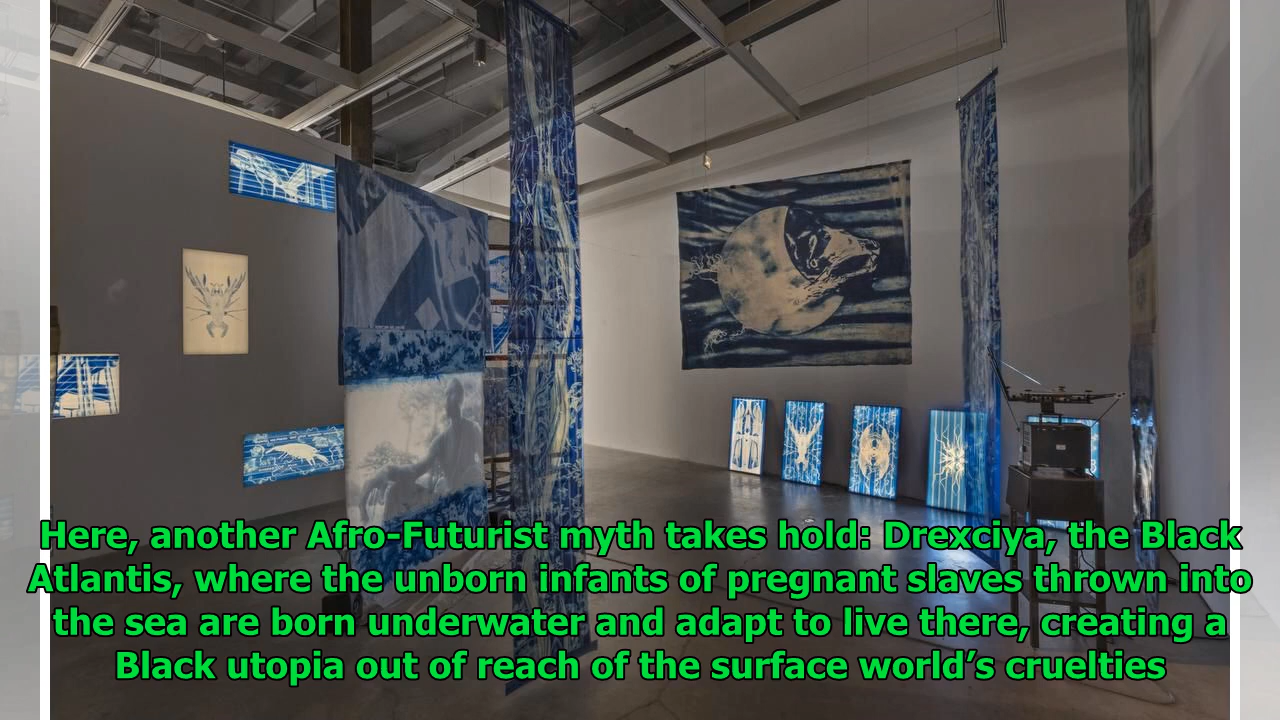 Here, another Afro-Futurist myth takes hold: Drexciya, the Black
Atlantis, where the unborn infants of pregnant slaves thrown into
the sea are born underwater and adapt to live there, creating a
Black utopia out of reach of the surface world’s cruelties